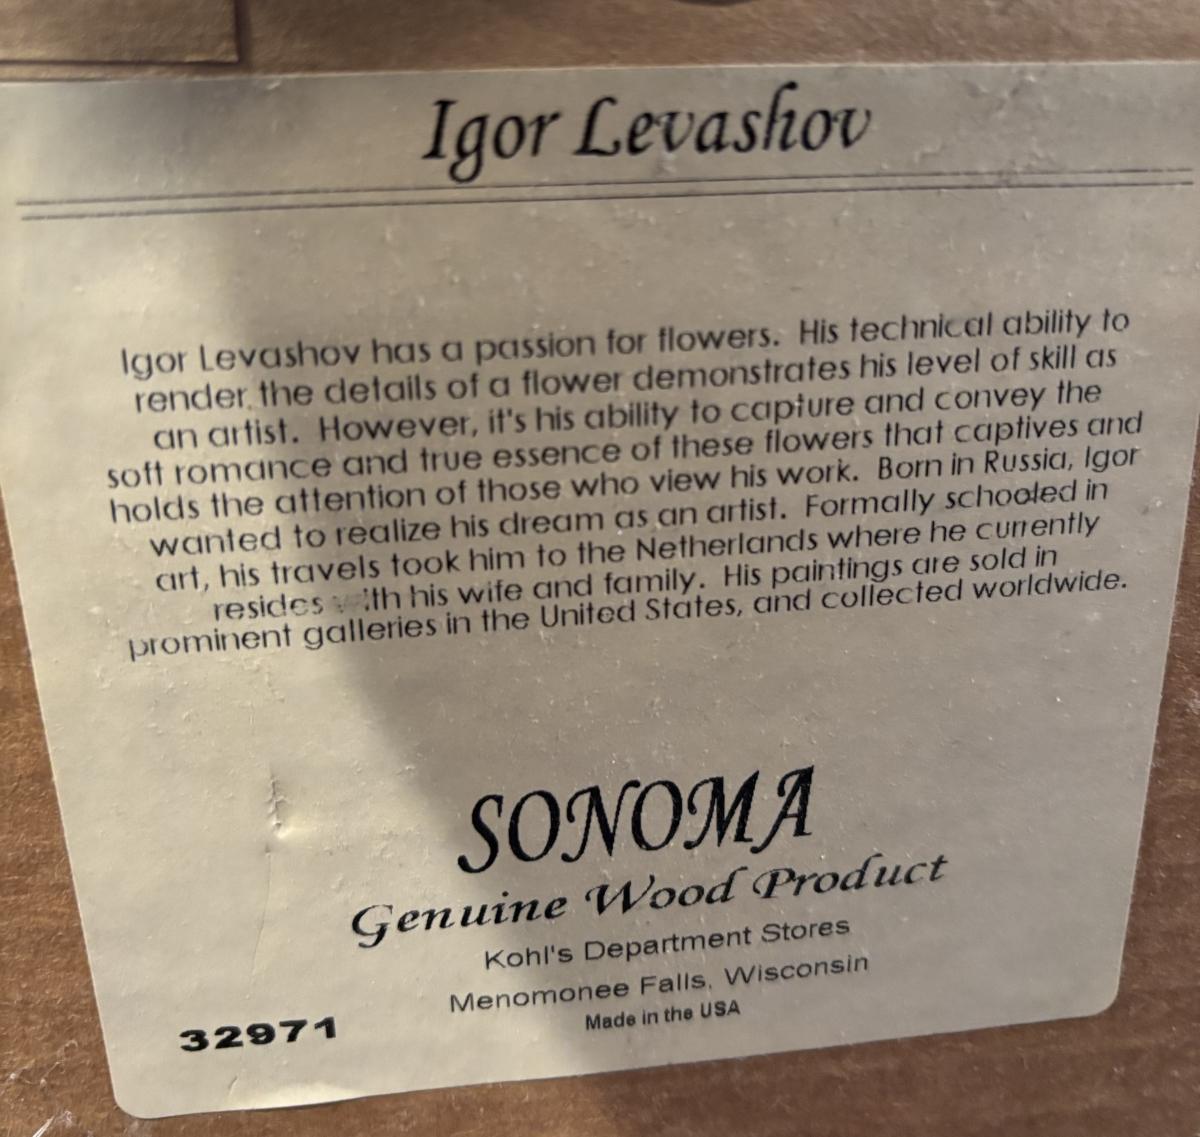 Igor Levashov
Igor Levashov has a passion for flowers. His technical ability to
render the details of a flower demonstrates his level of skill as
an artist. However, it's his ability to capture and convey the
soft romance and true essence of these flowers that captives and
holds the attention of those who view his work. Born in Russia, Igor
wanted to realize his dream as an artist. Formally schooled in
art, his travels took him to the Netherlands where he currently
resides with his wife and family. His paintings are sold in
prominent galleries in the United States, and collected worldwide.
SONOMA
Genuine Wood Product
Kohl's Department Stores
Menomonee Falls, Wisconsin
Made in the USA
32971